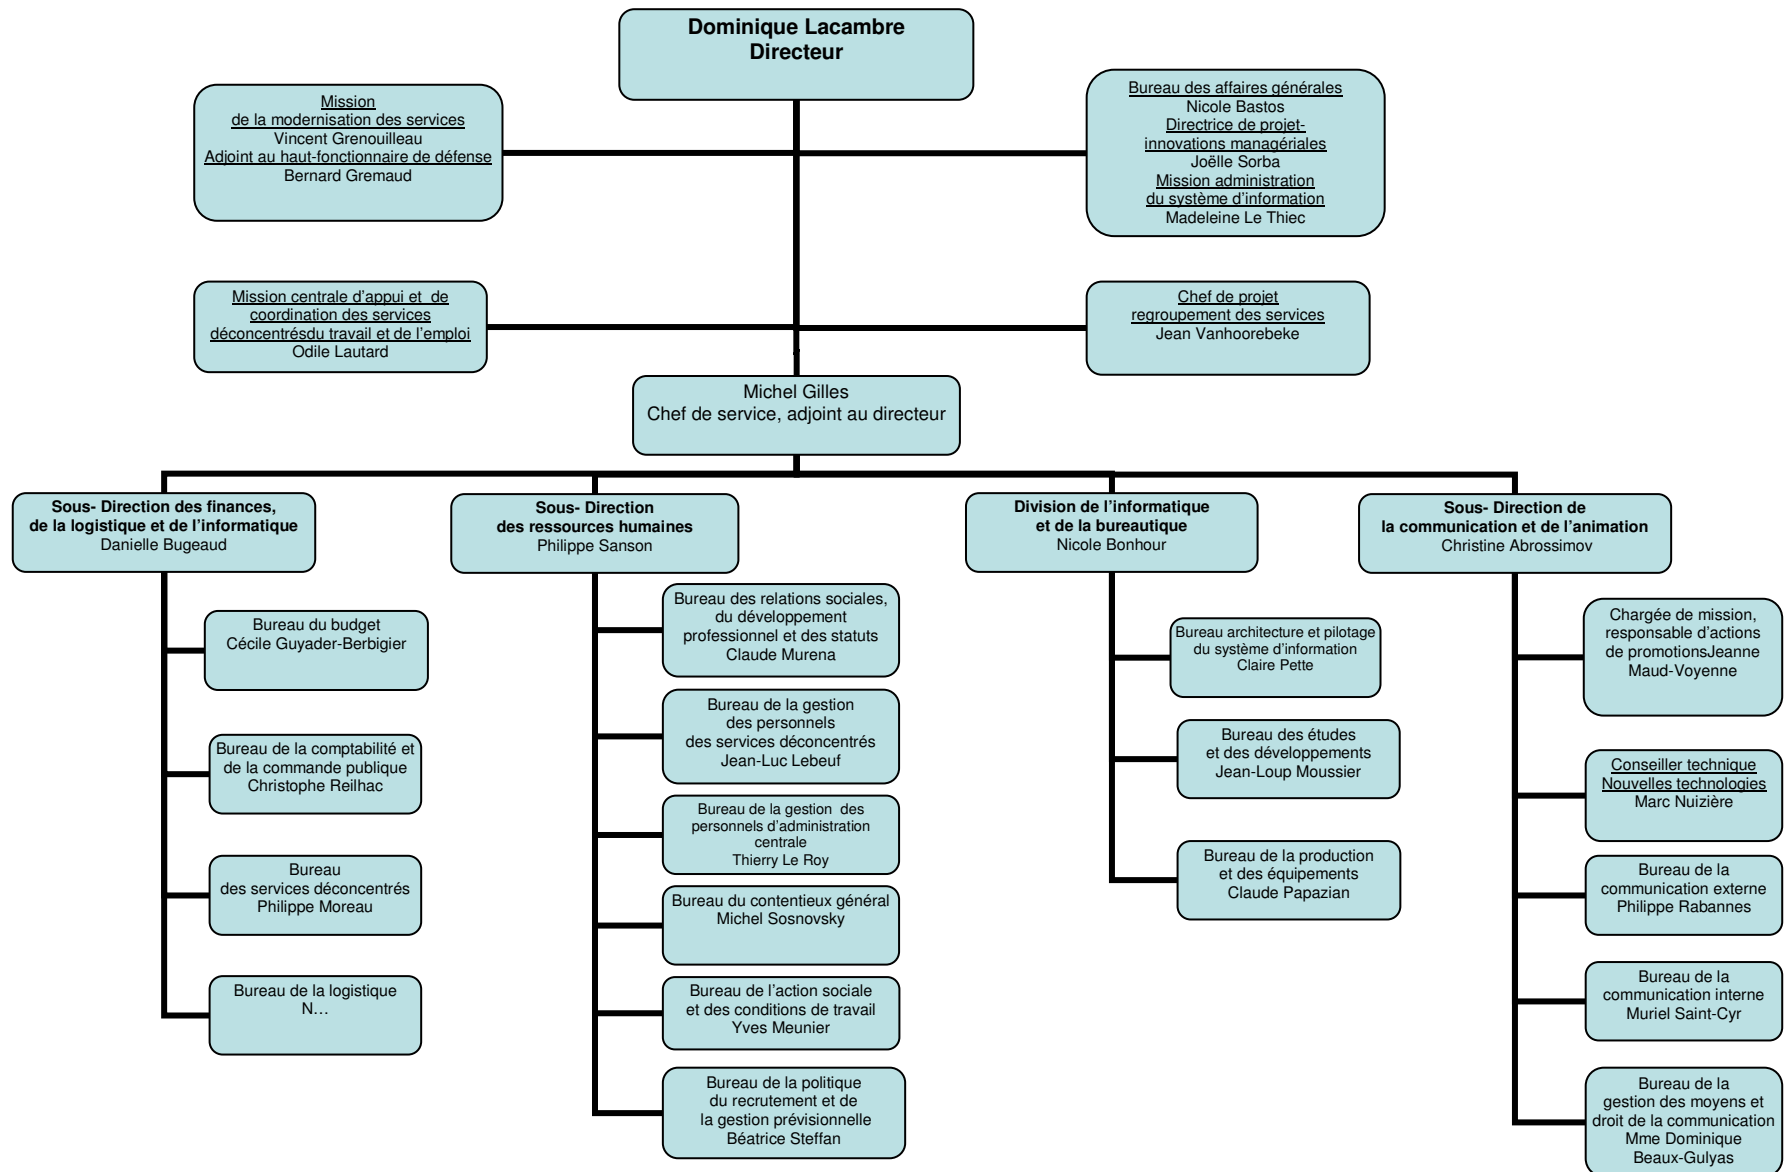 Dominique Lacambre
Directeur
Mission
de la modernisation des services
Vincent Grenouilleau
Adjoint au haut-fonctionnaire de défense
Bernard Gremaud
Bureau des affaires générales
Nicole Bastos
Directrice de projet-
innovations managériales
Joëlle Sorba
Mission administration
du système d'information
Madeleine Le Thiec
Mission centrale d'appui et de
coordination des services
déconcentrésdu travail et de l'emploi
Odile Lautard
Chef de projet
regroupement des services
Jean Vanhoorebeke
Michel Gilles
Chef de service, adjoint au directeur
Sous- Direction des finances,
de la logistique et de l'informatique
Danielle Bugeaud
Sous- Direction
des ressources humaines
Philippe Sanson
Division de l'informatique
et de la bureautique
Nicole Bonhour
Sous- Direction de
la communication et de l'animation
Christine Abrossimov
Bureau du budget
Cécile Guyader-Berbigier
Bureau de la comptabilité et
de la commande publique
Christophe Reilhac
Bureau
des services déconcentrés
Philippe Moreau
Bureau de la logistique
N…
Bureau des relations sociales,
du développement
professionnel et des statuts
Claude Murena
Bureau de la gestion
des personnels
des services déconcentrés
Jean-Luc Lebeuf
Bureau de la gestion des
personnels d'administration
centrale
Thierry Le Roy
Bureau du contentieux général
Michel Sosnovsky
Bureau de l'action sociale
et des conditions de travail
Yves Meunier
Bureau de la politique
du recrutement et de
la gestion prévisionnelle
Béatrice Steffan
Bureau architecture et pilotage
du système d'information
Claire Pette
Bureau des études
et des développements
Jean-Loup Moussier
Bureau de la production
et des équipements
Claude Papazian
Chargée de mission,
responsable d'actions
de promotionsJeanne
Maud-Voyenne
Conseiller technique
Nouvelles technologies
Marc Nuizière
Bureau de la
communication externe
Philippe Rabannes
Bureau de la
communication interne
Muriel Saint-Cyr
Bureau de la
gestion des moyens et
droit de la communication
Mme Dominique
Beaux-Gulyas